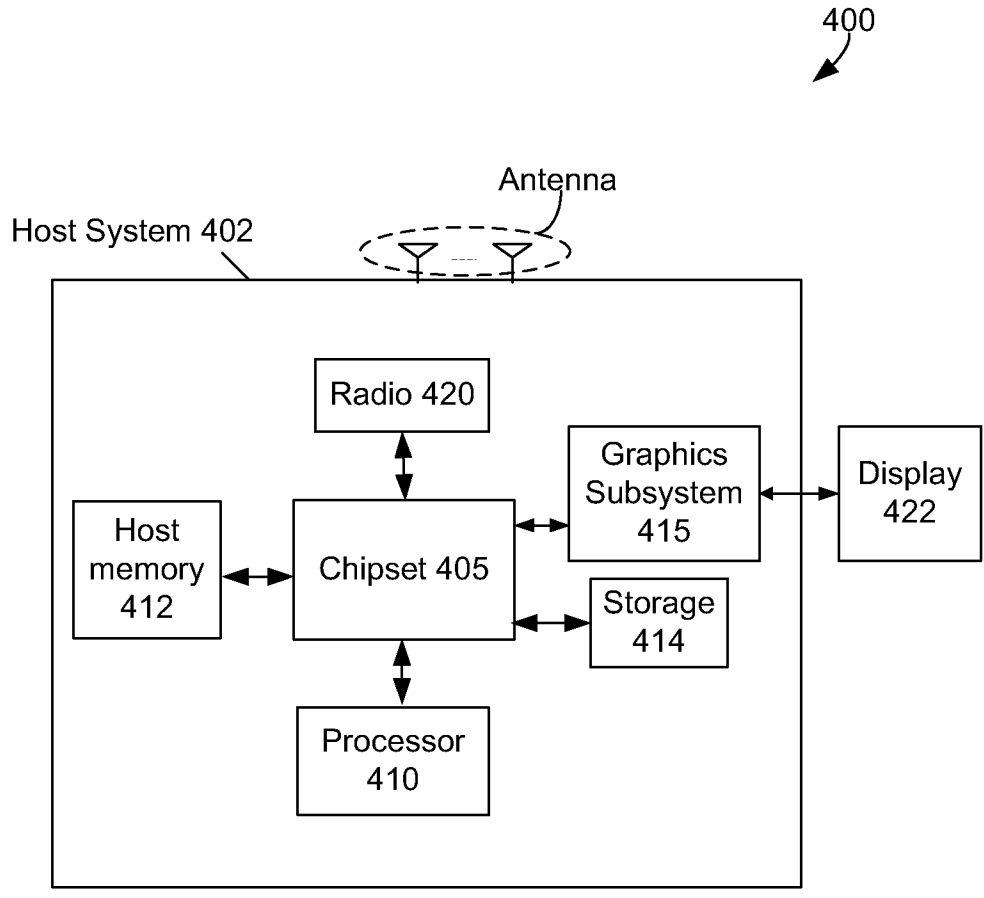 400
Antenna
Host System 402
Radio 420
Graphics
Subsystem
415
Display
422
Host
memory
412
Chipset 405
Storage
414
Processor
410